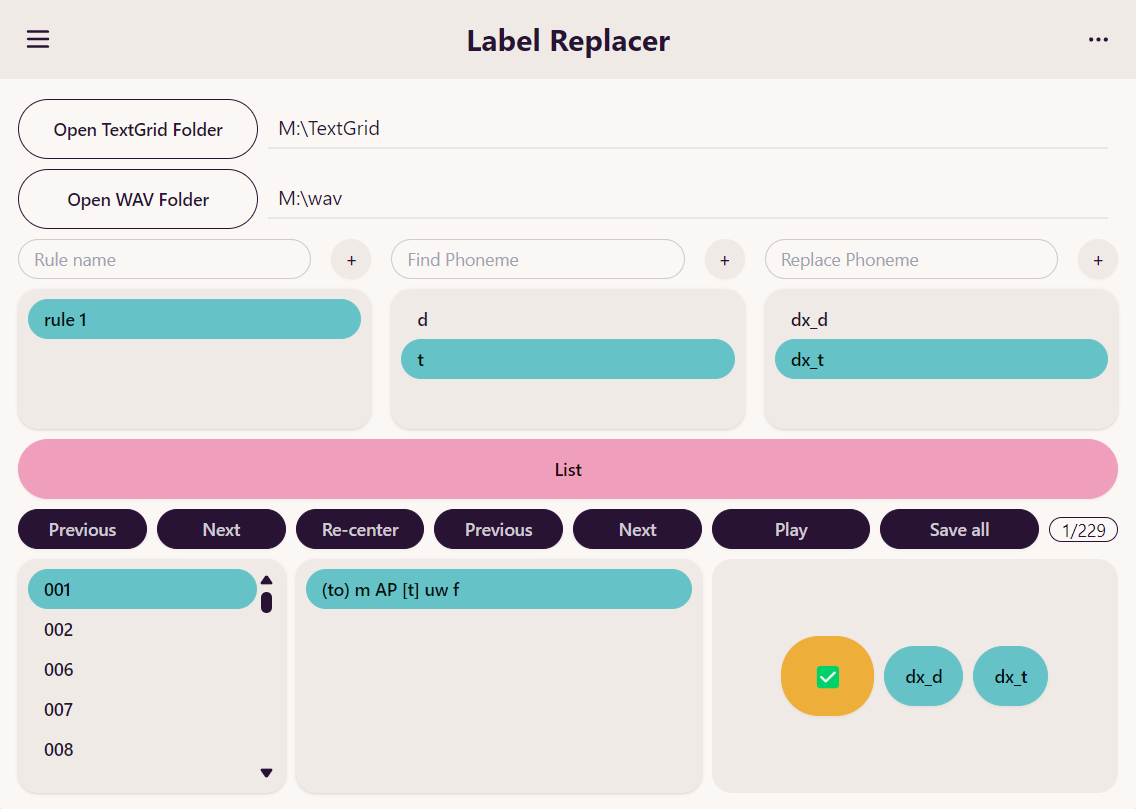 Label Replacer
Open TextGrid Folder M:\TextGrid
Open WAV Folder M:\wav
Rule name + Find Phoneme + Replace Phoneme +
rule 1 d dx_d
t dx_t
List
Previous Next Re-center Previous Next Play Save all 1/229
001 (to) m AP [t] uw f
002
006
dx_d dx_t
007
008